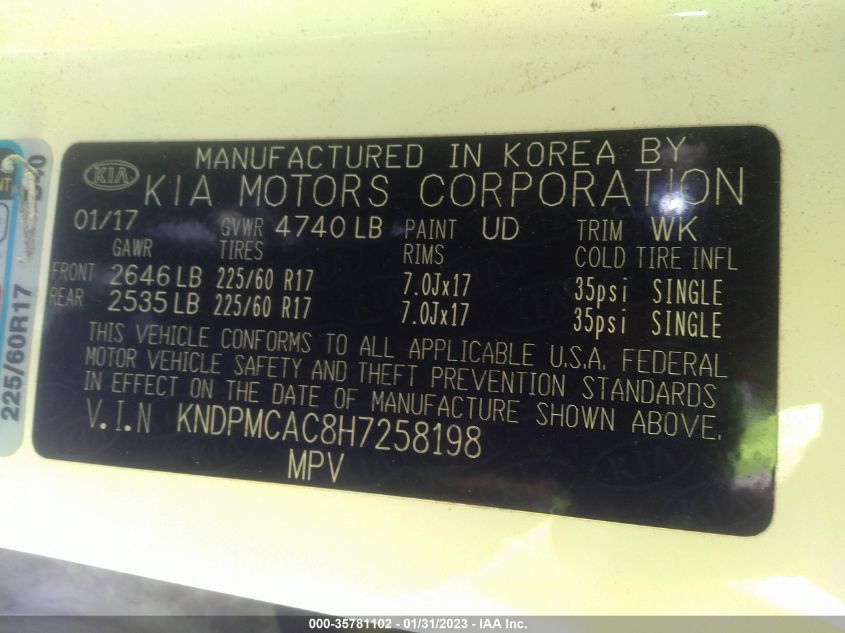 MANUFACTURED IN KOREA BY
KIA KIA MOTORS CORPORATION
01/17 GVWR 4740 LB PAINT UD TRIM WK
GAWR TIRES RIMS COLD TIRE INFL
FRONT 2646 LB 225/60 R17 7.0Jx17 35psi SINGLE
REAR 2535 LB 225/60 R17 7.0Jx17 35psi SINGLE
THIS VEHICLE CONFORMS TO ALL APPLICABLE U.S.A. FEDERAL
MOTOR VEHICLE SAFETY AND THEFT PREVENTION STANDARDS
IN EFFECT ON THE DATE OF MANUFACTURE SHOWN ABOVE.
V.I.N KNDPMCAC8H7258198
MPV
225/60R17
000-35781102 - 01/31/2023 - IAA Inc.